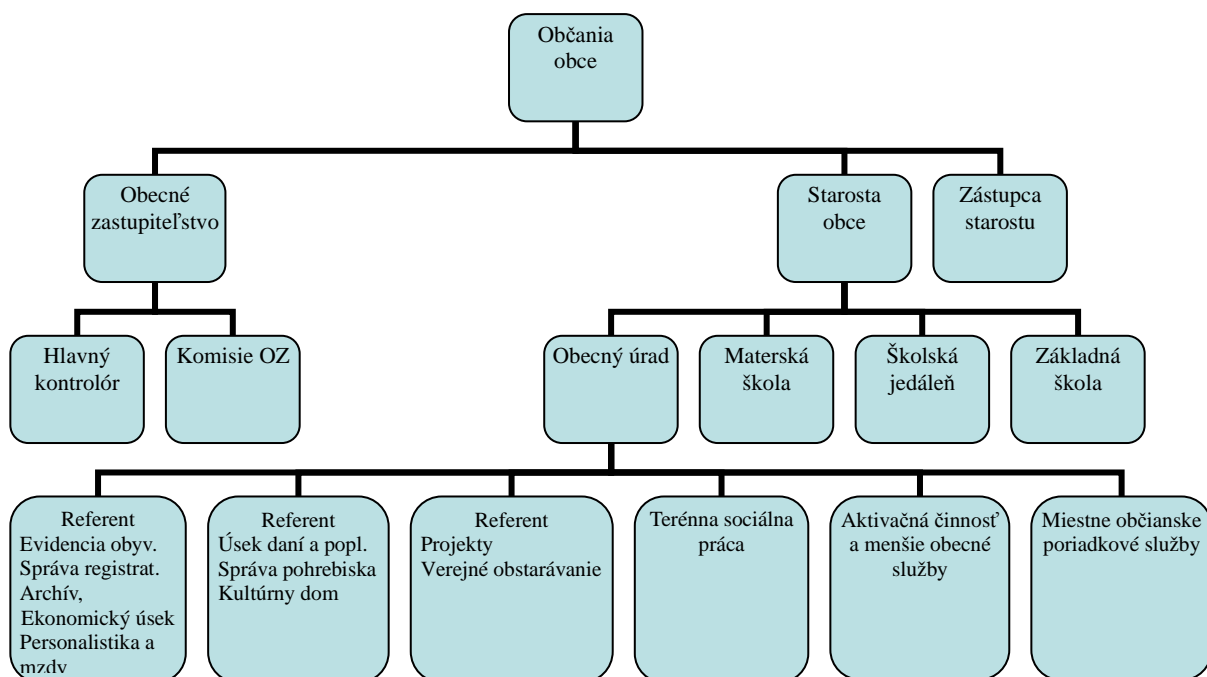 Občania
obce
Obecné
zastupiteľstvo
Starosta
obce
Zástupca
starostu
Hlavný
kontrolór
Komisie OZ
Obecný úrad
Materská
škola
Školská
jedáleň
Základná
škola
Referent
Evidencia obyv.
Správa registrat.
Archív,
Ekonomický úsek
Personalistika a
mzdy
Referent
Úsek daní a popl.
Správa pohrebiska
Kultúrny dom
Referent
Projekty
Verejné obstarávanie
Terénna sociálna
práca
Aktivačná činnosť
a menšie obecné
služby
Miestne občianske
poriadkové služby